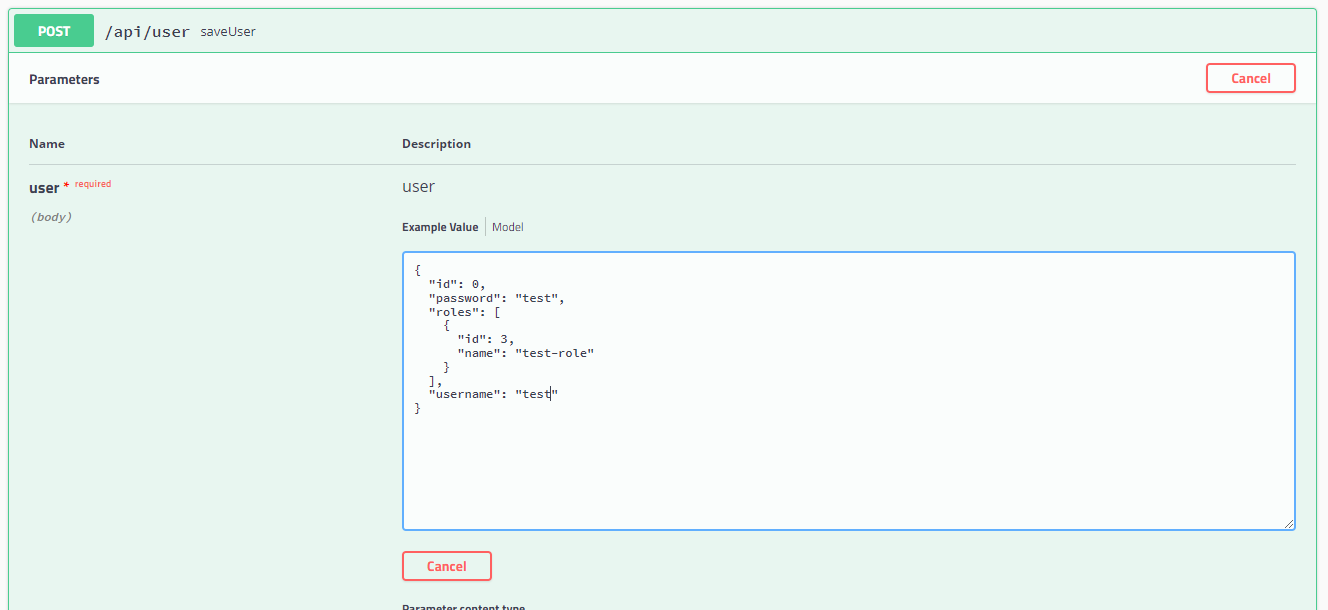 POST /api/user saveUser
Parameters Cancel
Name Description
user * required user
(body)
Example Value Model
{
  "id": 0,
  "password": "test",
  "roles": [
    {
      "id": 3,
      "name": "test-role"
    }
  ],
  "username": "test"
}
Cancel
Parameter content type